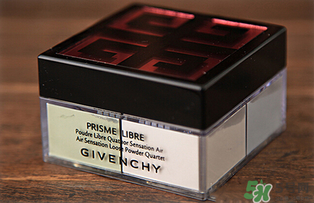 PRISME LIBRE
Poudre Libre Quatuor Sensation Air
Air Sensation Loose Powder Quartet
GIVENCHY